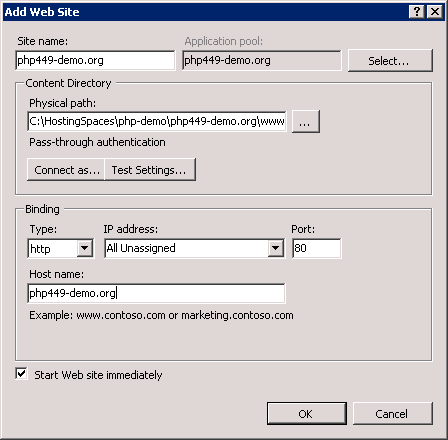 Add Web Site
Site name:
Application pool:
php449-demo.org
php449-demo.org
Select...
Content Directory
Physical path:
C:\HostingSpaces\php-demo\php449-demo.org\www
...
Pass-through authentication
Connect as...
Test Settings...
Binding
Type:
IP address:
Port:
http
All Unassigned
80
Host name:
php449-demo.org
Example: www.contoso.com or marketing.contoso.com
Start Web site immediately
OK
Cancel